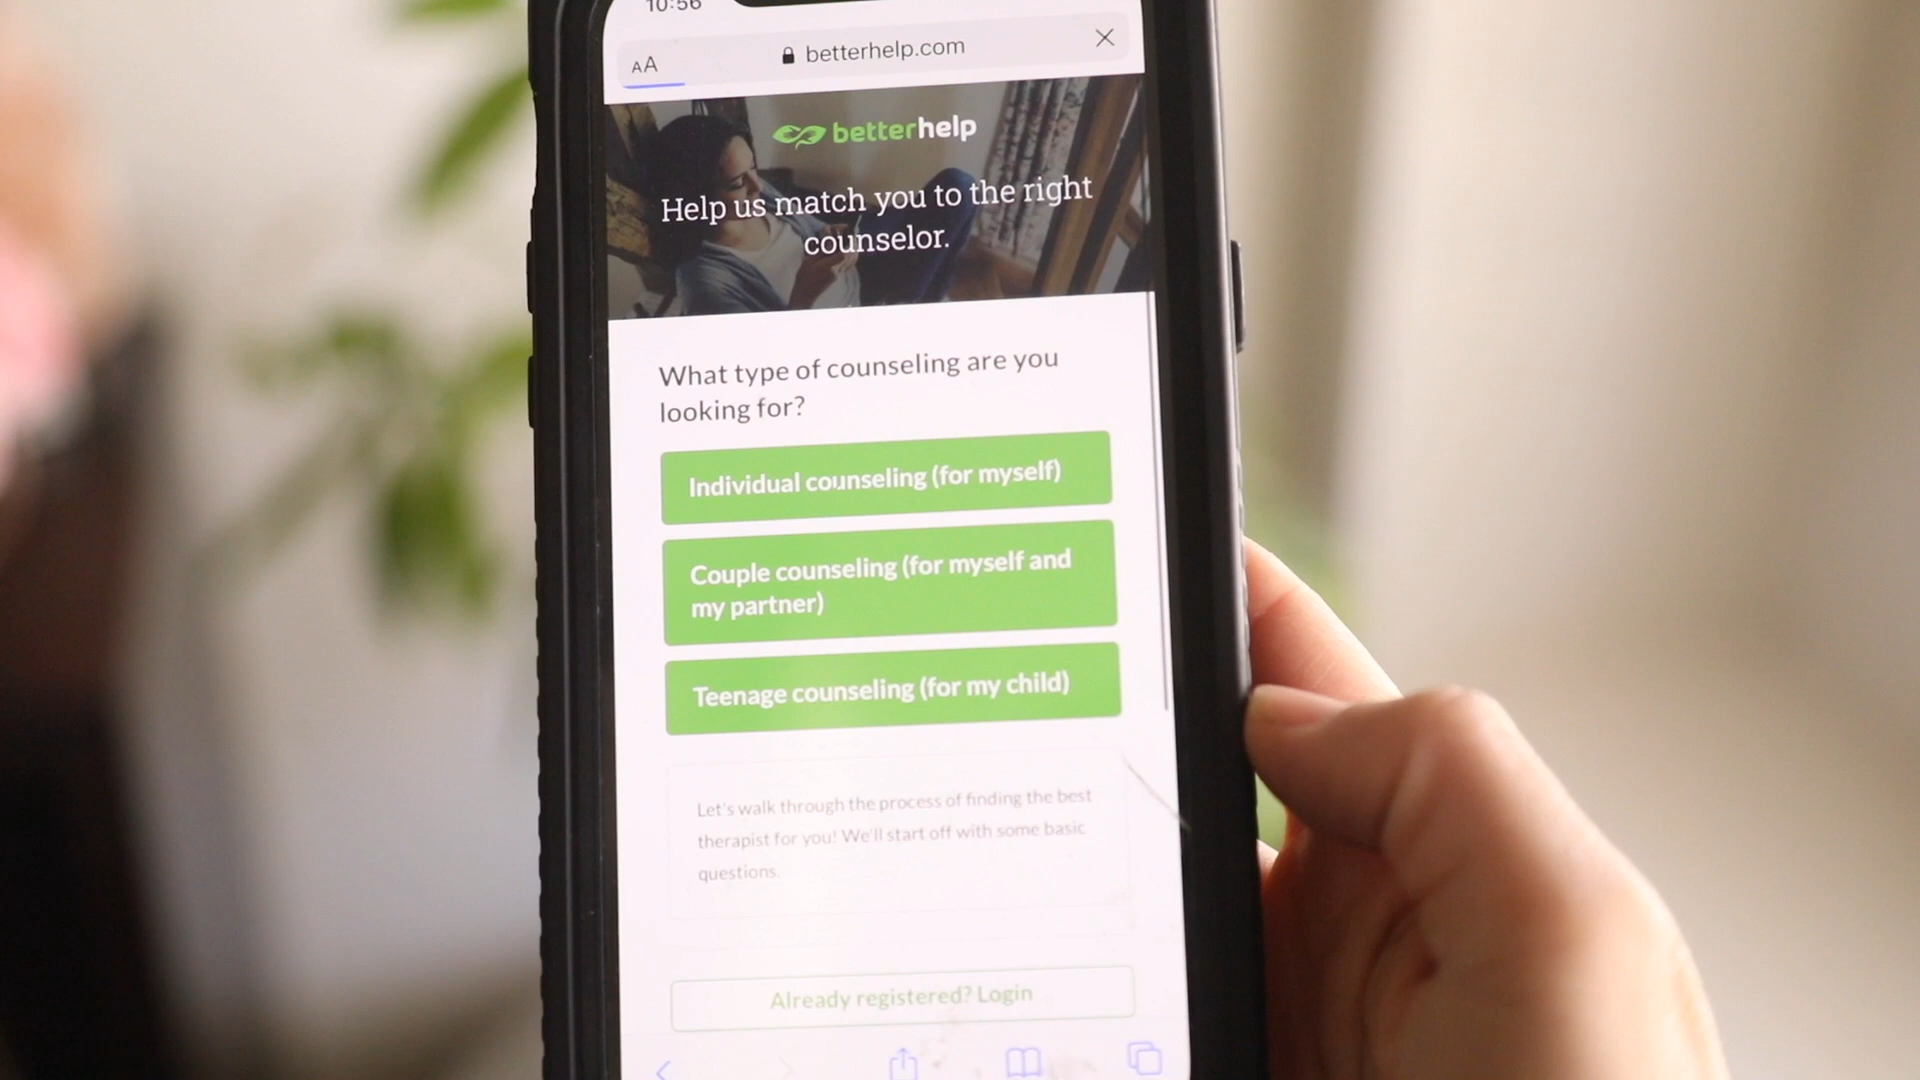 10:56
AA betterhelp.com
betterhelp
Help us match you to the right
counselor.
What type of counseling are you
looking for?
Individual counseling (for myself)
Couple counseling (for myself and
my partner)
Teenage counseling (for my child)
Let's walk through the process of finding the best
therapist for you! We'll start off with some basic
questions.
Already registered? Login